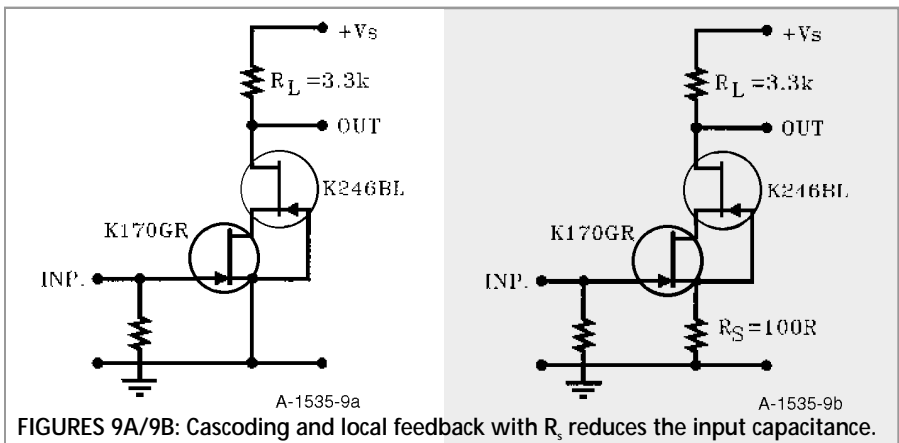 +Vs
R_L=3.3k
OUT
K246BL
K170GR
INP.
A-1535-9a
+Vs
R_L=3.3k
OUT
K246BL
K170GR
INP.
R_S=100R
A-1535-9b
FIGURES 9A/9B: Cascoding and local feedback with R_s reduces the input capacitance.